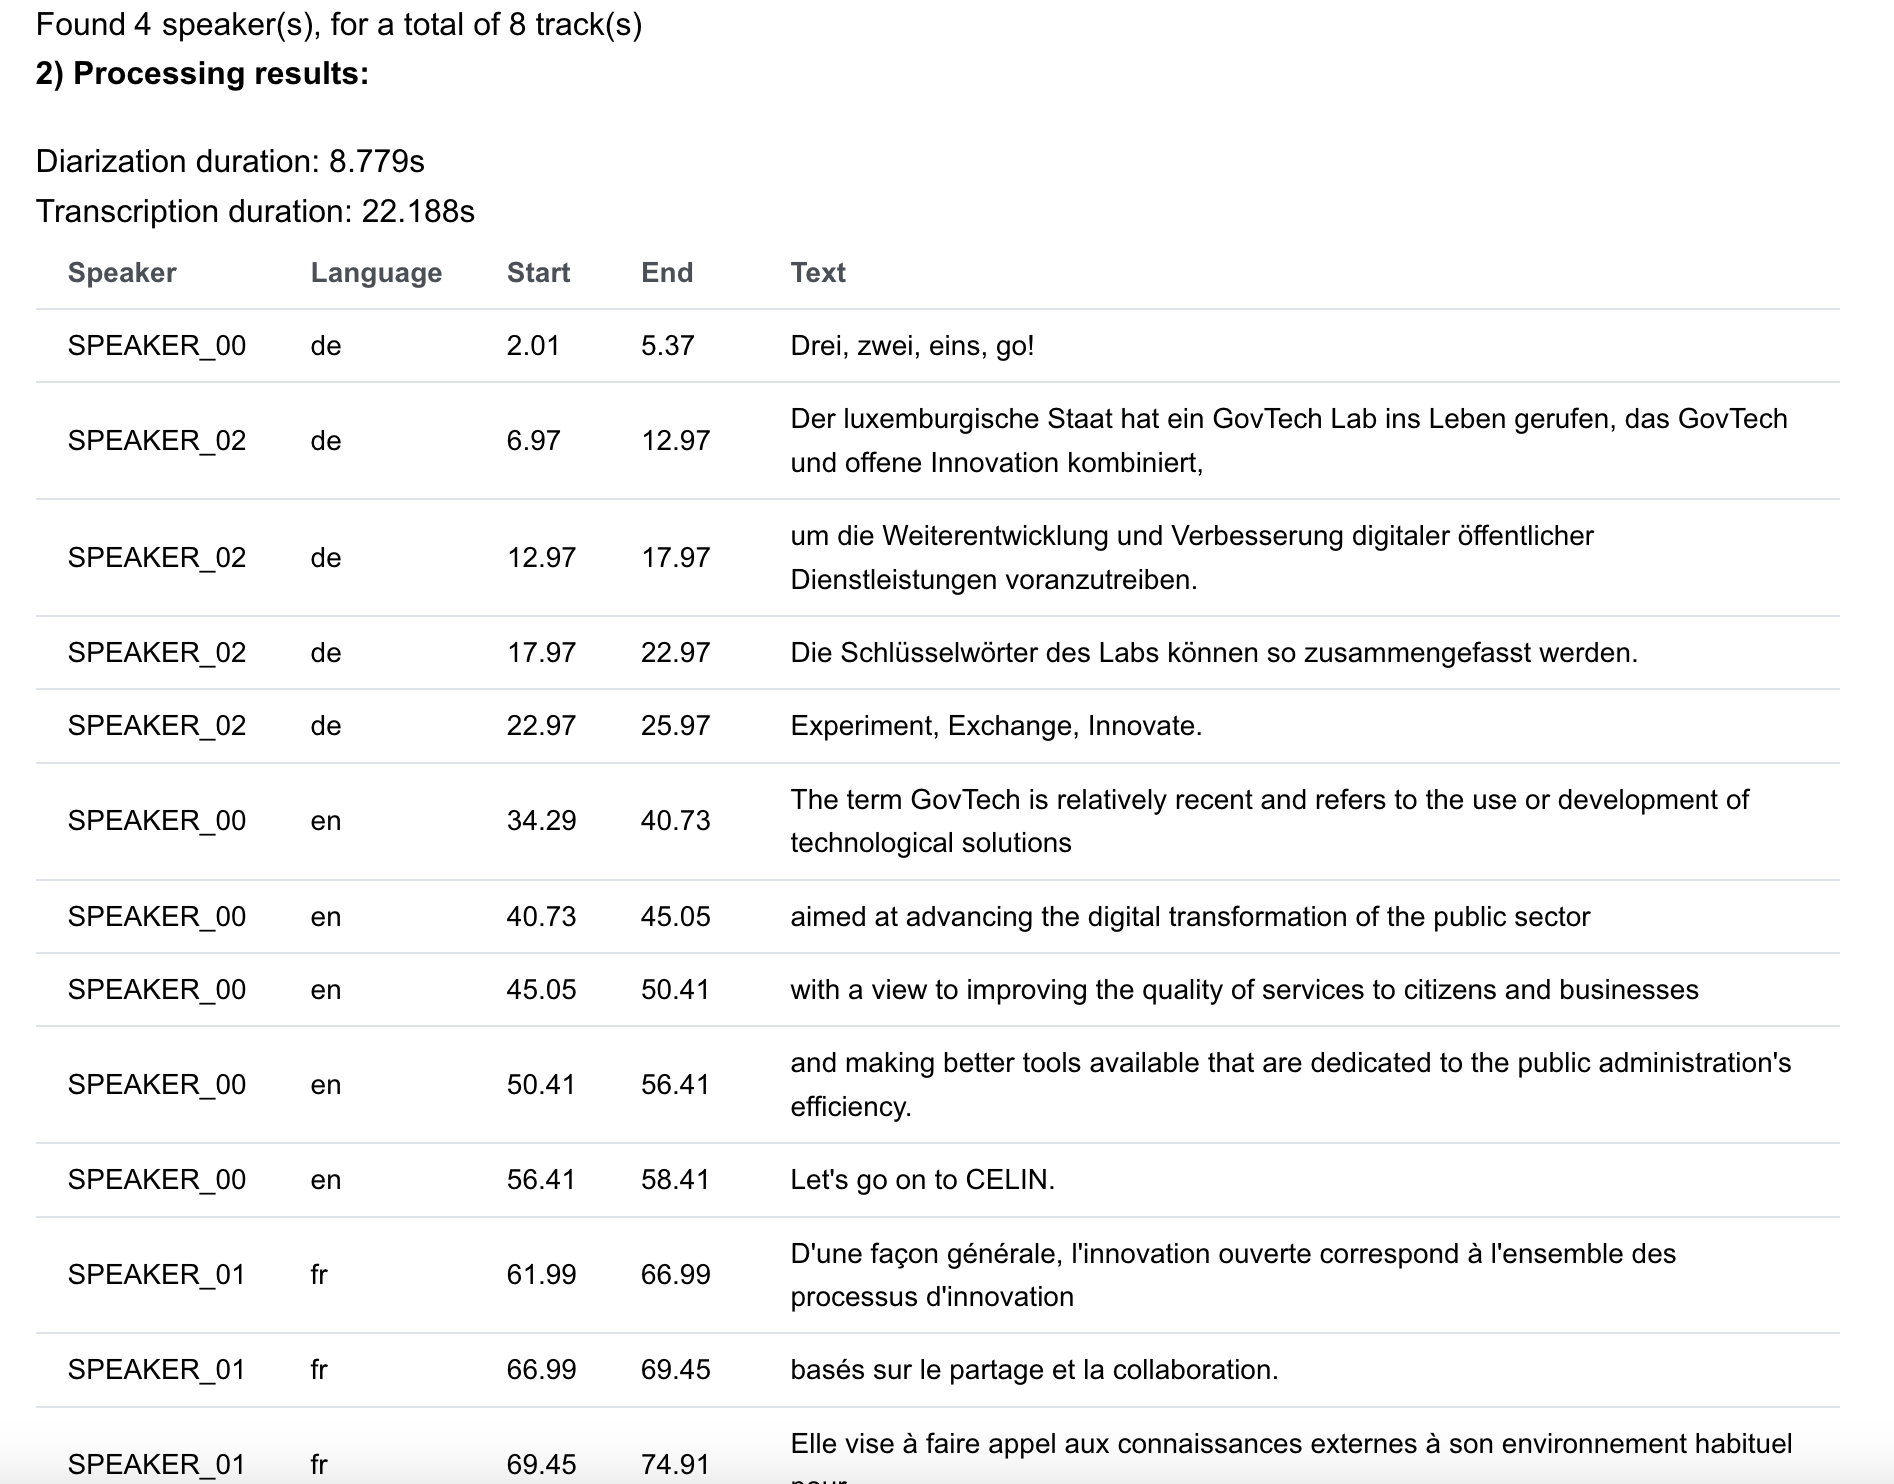 Found 4 speaker(s), for a total of 8 track(s)
2) Processing results:
Diarization duration: 8.779s
Transcription duration: 22.188s
Speaker Language Start End Text
SPEAKER_00 de 2.01 5.37 Drei, zwei, eins, go!
SPEAKER_02 de 6.97 12.97 Der luxemburgische Staat hat ein GovTech Lab ins Leben gerufen, das GovTech
und offene Innovation kombiniert,
SPEAKER_02 de 12.97 17.97 um die Weiterentwicklung und Verbesserung digitaler öffentlicher
Dienstleistungen voranzutreiben.
SPEAKER_02 de 17.97 22.97 Die Schlüsselwörter des Labs können so zusammengefasst werden.
SPEAKER_02 de 22.97 25.97 Experiment, Exchange, Innovate.
SPEAKER_00 en 34.29 40.73 The term GovTech is relatively recent and refers to the use or development of
technological solutions
SPEAKER_00 en 40.73 45.05 aimed at advancing the digital transformation of the public sector
SPEAKER_00 en 45.05 50.41 with a view to improving the quality of services to citizens and businesses
SPEAKER_00 en 50.41 56.41 and making better tools available that are dedicated to the public administration's
efficiency.
SPEAKER_00 en 56.41 58.41 Let's go on to CELIN.
SPEAKER_01 fr 61.99 66.99 D'une façon générale, l'innovation ouverte correspond à l'ensemble des
processus d'innovation
SPEAKER_01 fr 66.99 69.45 basés sur le partage et la collaboration.
SPEAKER_01 fr 69.45 74.91 Elle vise à faire appel aux connaissances externes à son environnement habituel